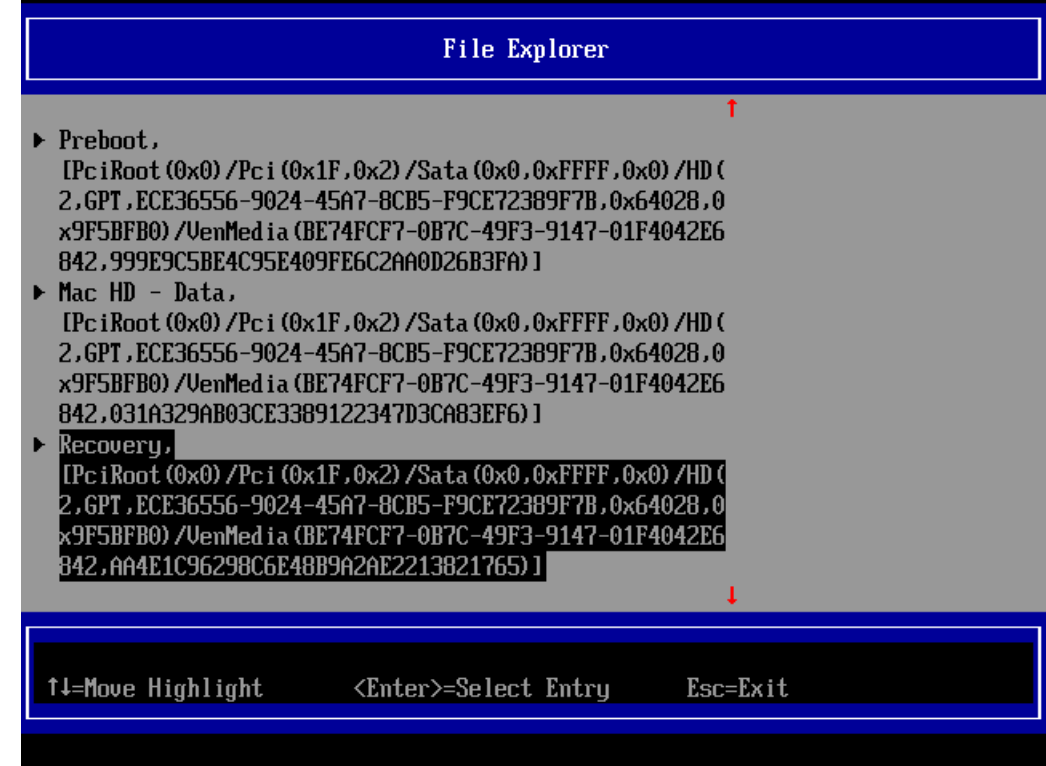 File Explorer
↑
▶ Preboot,
[PciRoot(0x0)/Pci(0x1F,0x2)/Sata(0x0,0xFFFF,0x0)/HD(
2,GPT,ECE36556-9024-45A7-8CB5-F9CE72389F7B,0x64028,0
x9F5BFB0)/VenMedia(BE74FCF7-0B7C-49F3-9147-01F4042E6
842,999E9C5BE4C95E409FE6C2AA0D26B3FA)]
▶ Mac HD - Data,
[PciRoot(0x0)/Pci(0x1F,0x2)/Sata(0x0,0xFFFF,0x0)/HD(
2,GPT,ECE36556-9024-45A7-8CB5-F9CE72389F7B,0x64028,0
x9F5BFB0)/VenMedia(BE74FCF7-0B7C-49F3-9147-01F4042E6
842,031A329AB03CE3389122347D3CA83EF6)]
▶ Recovery,
[PciRoot(0x0)/Pci(0x1F,0x2)/Sata(0x0,0xFFFF,0x0)/HD(
2,GPT,ECE36556-9024-45A7-8CB5-F9CE72389F7B,0x64028,0
x9F5BFB0)/VenMedia(BE74FCF7-0B7C-49F3-9147-01F4042E6
842,AA4E1C96298C6E48B9A2AE2213821765)]
↓
↑↓=Move Highlight <Enter>=Select Entry Esc=Exit